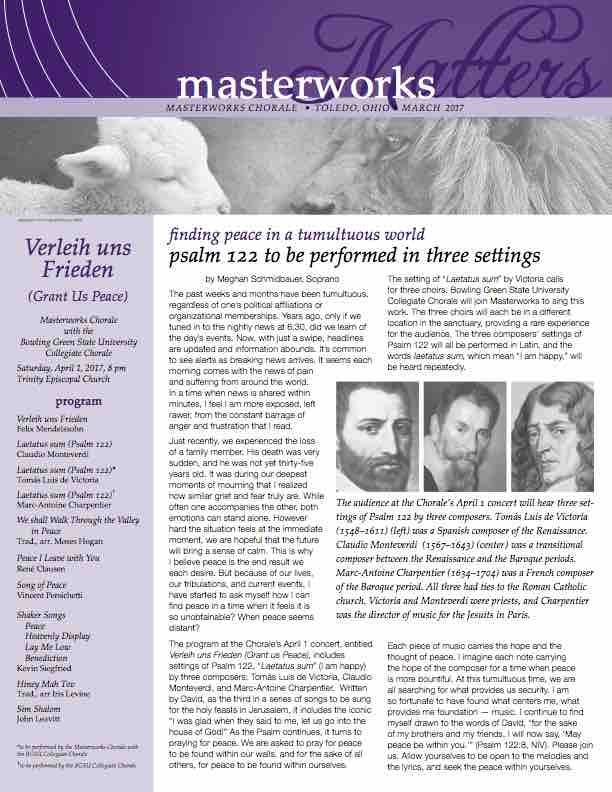 Matters
masterworks
MASTERWORKS CHORALE • TOLEDO, OHIO • MARCH 2017
Verleih uns
Frieden
(Grant Us Peace)
Masterworks Chorale
with the
Bowling Green State University
Collegiate Chorale
Saturday, April 1, 2017, 8 pm
Trinity Episcopal Church
program
Verleih uns Frieden
Felix Mendelssohn
Laetatus sum (Psalm 122)
Claudio Monteverdi
Laetatus sum (Psalm 122)*
Tomás Luis de Victoria
Laetatus sum (Psalm 122)†
Marc-Antoine Charpentier
We shall Walk Through the Valley
in Peace
Trad., arr. Moses Hogan
Peace I Leave with You
René Clausen
Song of Peace
Vincent Persichetti
Shaker Songs
Peace
Heavenly Display
Lay Me Low
Benediction
Kevin Siegfried
Hiney Mah Tov
Trad., arr Iris Levine
Sim Shalom
John Leavitt
*to be performed by the Masterworks Chorale with
the BGSU Collegiate Chorale
†to be performed by the BGSU Collegiate Chorale
finding peace in a tumultuous world
psalm 122 to be performed in three settings
by Meghan Schmidbauer, Soprano
The past weeks and months have been tumultuous,
regardless of one's political affiliations or
organizational memberships. Years ago, only if we
tuned in to the nightly news at 6:30, did we learn of
the day's events. Now, with just a swipe, headlines
are updated and information abounds. It's common
to see alerts as breaking news arrives. It seems each
morning comes with the news of pain
and suffering from around the world.
In a time when news is shared within
minutes, I feel I am more exposed, left
rawer, from the constant barrage of
anger and frustration that I read.
Just recently, we experienced the loss
of a family member. His death was very
sudden, and he was not yet thirty-five
years old. It was during our deepest
moments of mourning that I realized
how similar grief and fear truly are. While
often one accompanies the other, both
emotions can stand alone. However
hard the situation feels at the immediate
moment, we are hopeful that the future
will bring a sense of calm. This is why
I believe peace is the end result we
each desire. But because of our lives,
our tribulations, and current events, I
have started to ask myself how I can
find peace in a time when it feels it is
so unobtainable? When peace seems
distant?
The program at the Chorale's April 1 concert, entitled
Verleih uns Frieden (Grant us Peace), includes
settings of Psalm 122, "Laetatus sum" (I am happy)
by three composers: Tomás Luis de Victoria, Claudio
Monteverdi, and Marc-Antoine Charpentier. Written
by David, as the third in a series of songs to be sung
for the holy feasts in Jerusalem, it includes the iconic
"I was glad when they said to me, let us go into the
house of God!" As the Psalm continues, it turns to
praying for peace. We are asked to pray for peace
to be found within our walls, and for the sake of all
others, for peace to be found within ourselves.
The setting of "Laetatus sum" by Victoria calls
for three choirs. Bowling Green State University
Collegiate Chorale will join Masterworks to sing this
work. The three choirs will each be in a different
location in the sanctuary, providing a rare experience
for the audience. The three composers' settings of
Psalm 122 will all be performed in Latin, and the
words laetatus sum, which mean "I am happy," will
be heard repeatedly.
The audience at the Chorale's April 1 concert will hear three set-
tings of Psalm 122 by three composers. Tomás Luis de Victoria
(1548–1611) (left) was a Spanish composer of the Renaissance.
Claudio Monteverdi (1567–1643) (center) was a transitional
composer between the Renaissance and the Baroque periods.
Marc-Antoine Charpentier (1634–1704) was a French composer
of the Baroque period. All three had ties to the Roman Catholic
church. Victoria and Monteverdi were priests, and Charpentier
was the director of music for the Jesuits in Paris.
Each piece of music carries the hope and the
thought of peace. I imagine each note carrying
the hope of the composer for a time when peace
is more bountiful. At this tumultuous time, we are
all searching for what provides us security. I am
so fortunate to have found what centers me, what
provides me foundation — music. I continue to find
myself drawn to the words of David, "for the sake
of my brothers and my friends, I will now say, 'May
peace be within you.'" (Psalm 122:8, NIV). Please join
us. Allow yourselves to be open to the melodies and
the lyrics, and seek the peace within yourselves.